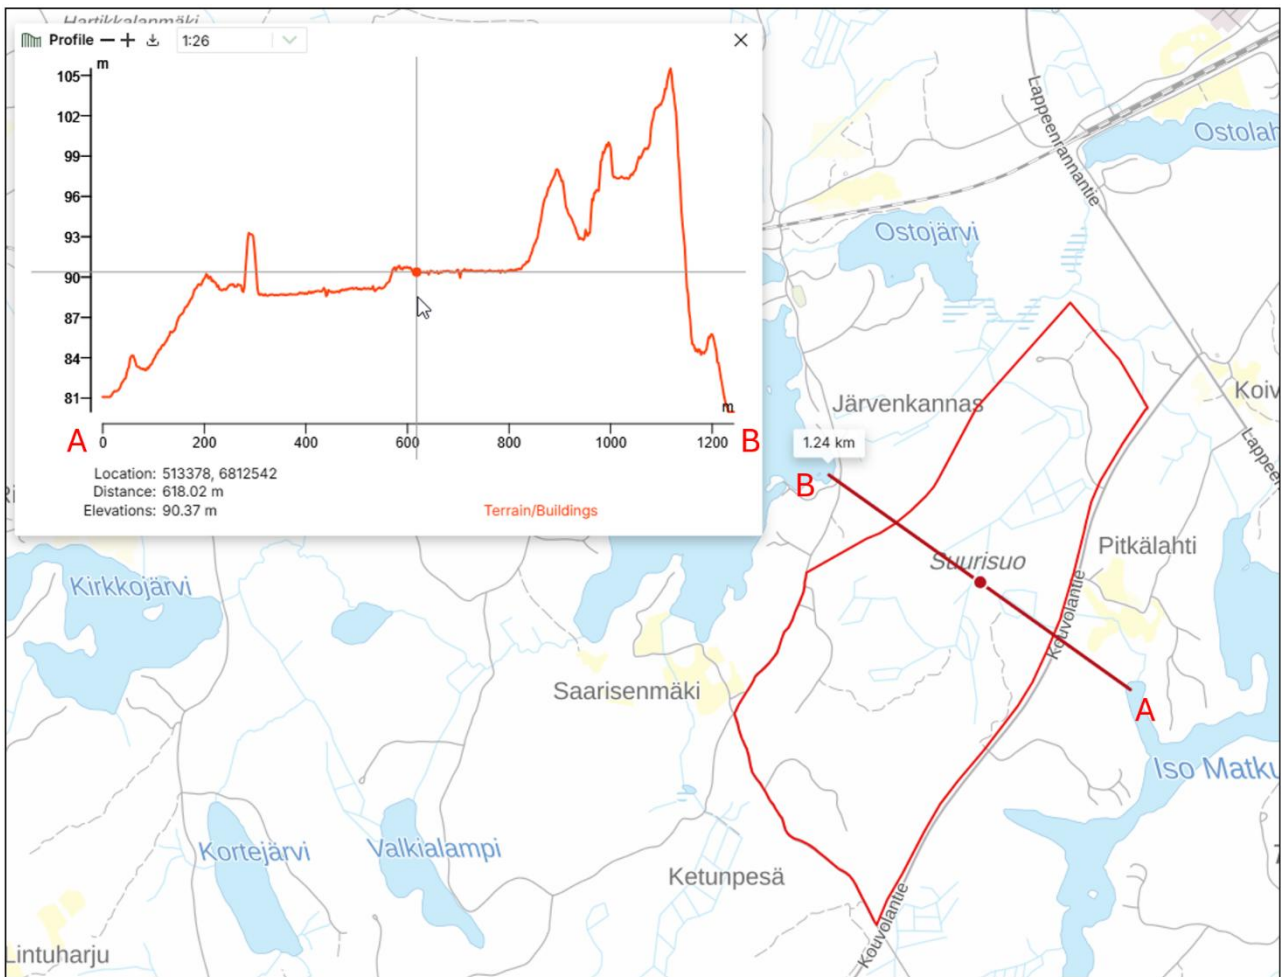 Hartikkalanmäki
Profile
1:26
m
105
102
99
96
93
90
87
84
81
m
A
0
200
400
600
800
1000
1200
B
Location: 513378, 6812542
Distance: 618.02 m
Elevations: 90.37 m
Terrain/Buildings
Lappeenrannantie
Ostolah
Ostojärvi
Järvenkannas
Koiv
Lappeen
1.24 km
B
Suurisuo
Pitkälahti
Kirkkojärvi
Kouvolantie
Saarisenmäki
A
Iso Matku
Kortejärvi
Valkialampi
Ketunpesä
Kouvolantie
Lintuharju